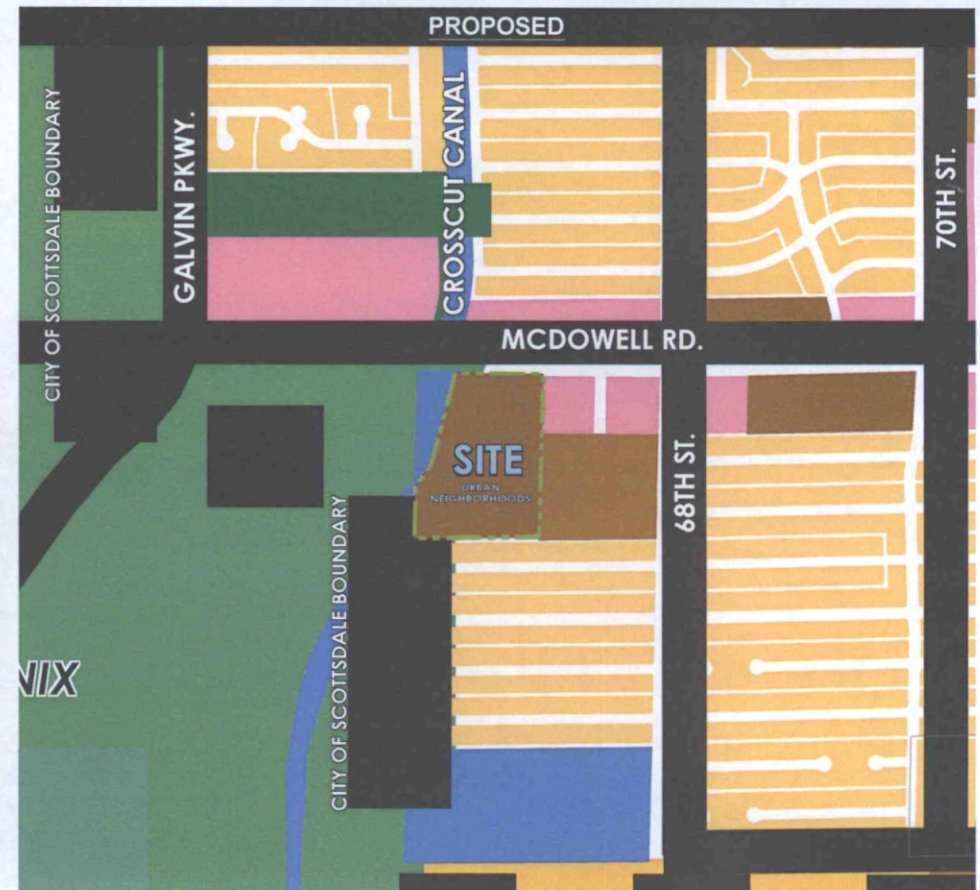 PROPOSED
CITY OF SCOTTSDALE BOUNDARY
GALVIN PKWY.
CROSSCUT CANAL
70TH ST.
MCDOWELL RD.
SITE
URBAN
NEIGHBORHOODS
68TH ST.
CITY OF SCOTTSDALE BOUNDARY
NIX